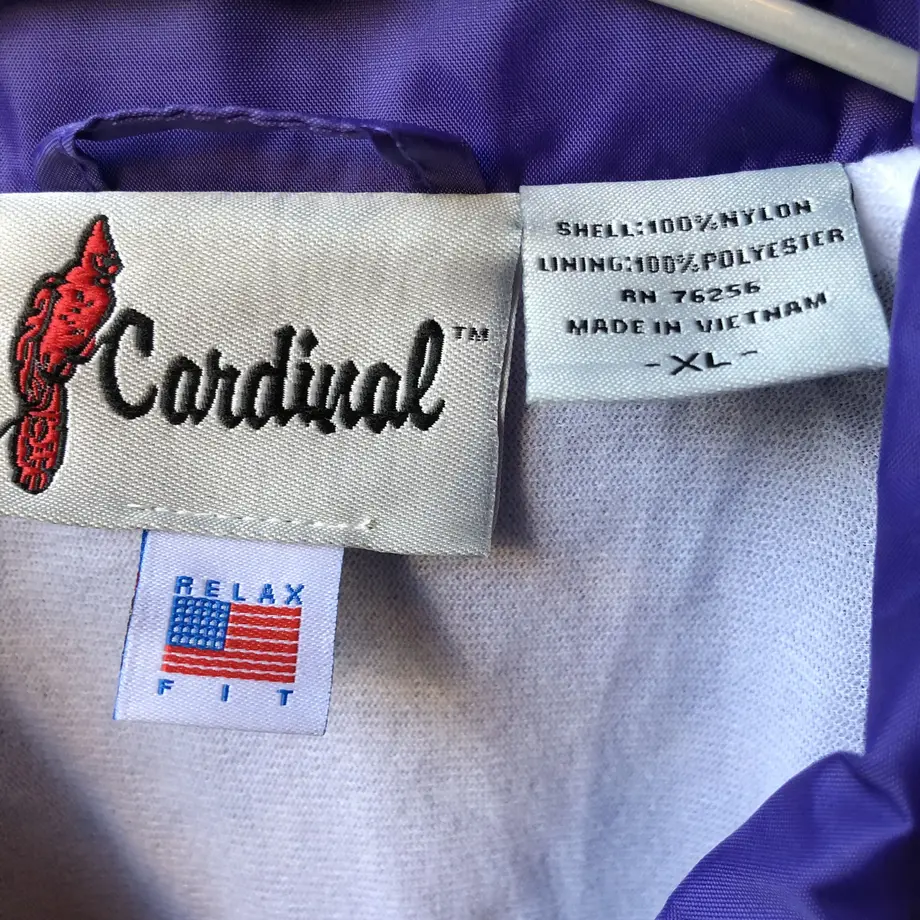 Cardinal™
SHELL:100%NYLON
LINING:100%POLYESTER
RN 76256
MADE IN VIETNAM
-XL-
RELAX
FIT